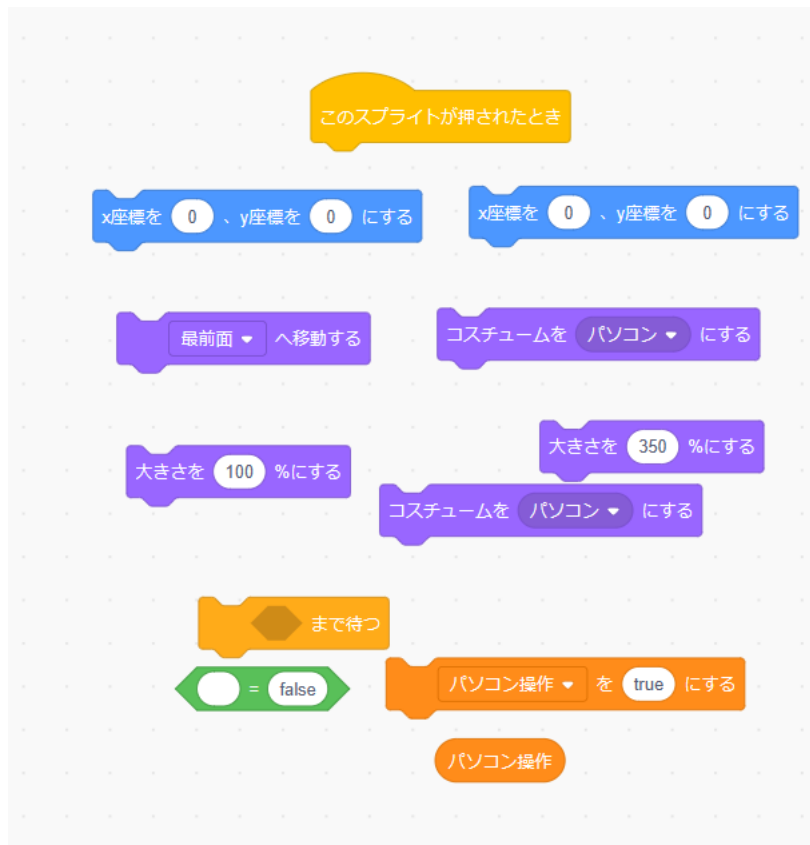 このスプライトが押されたとき
x座標を 0 、y座標を 0 にする
x座標を 0 、y座標を 0 にする
最前面 へ移動する
コスチュームを パソコン にする
大きさを 100 %にする
大きさを 350 %にする
コスチュームを パソコン にする
まで待つ
= false
パソコン操作 を true にする
パソコン操作